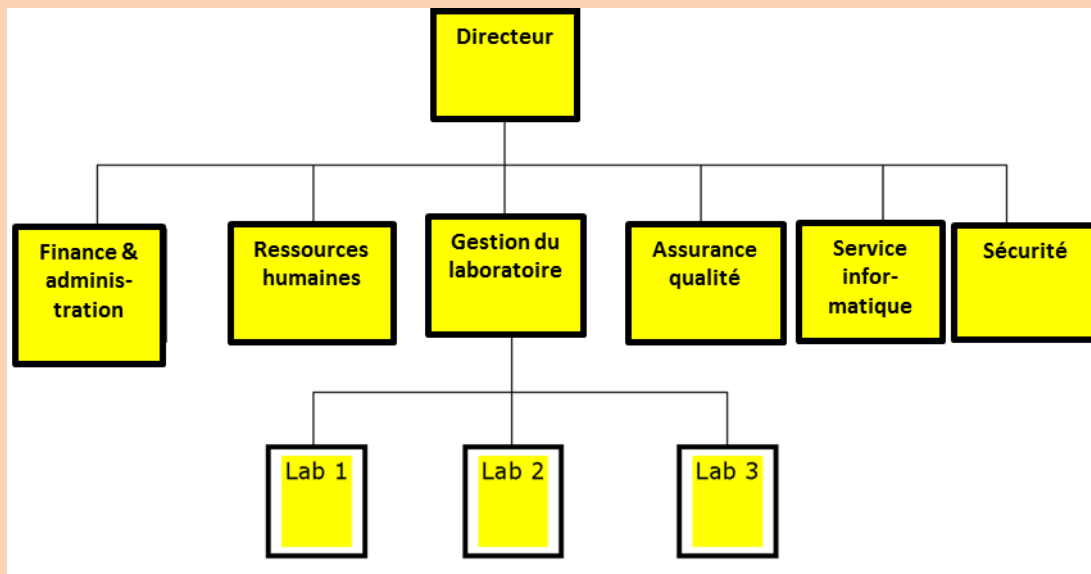 Directeur
Finance &
adminis-
tration
Ressources
humaines
Gestion du
laboratoire
Assurance
qualité
Service
infor-
matique
Sécurité
Lab 1
Lab 2
Lab 3